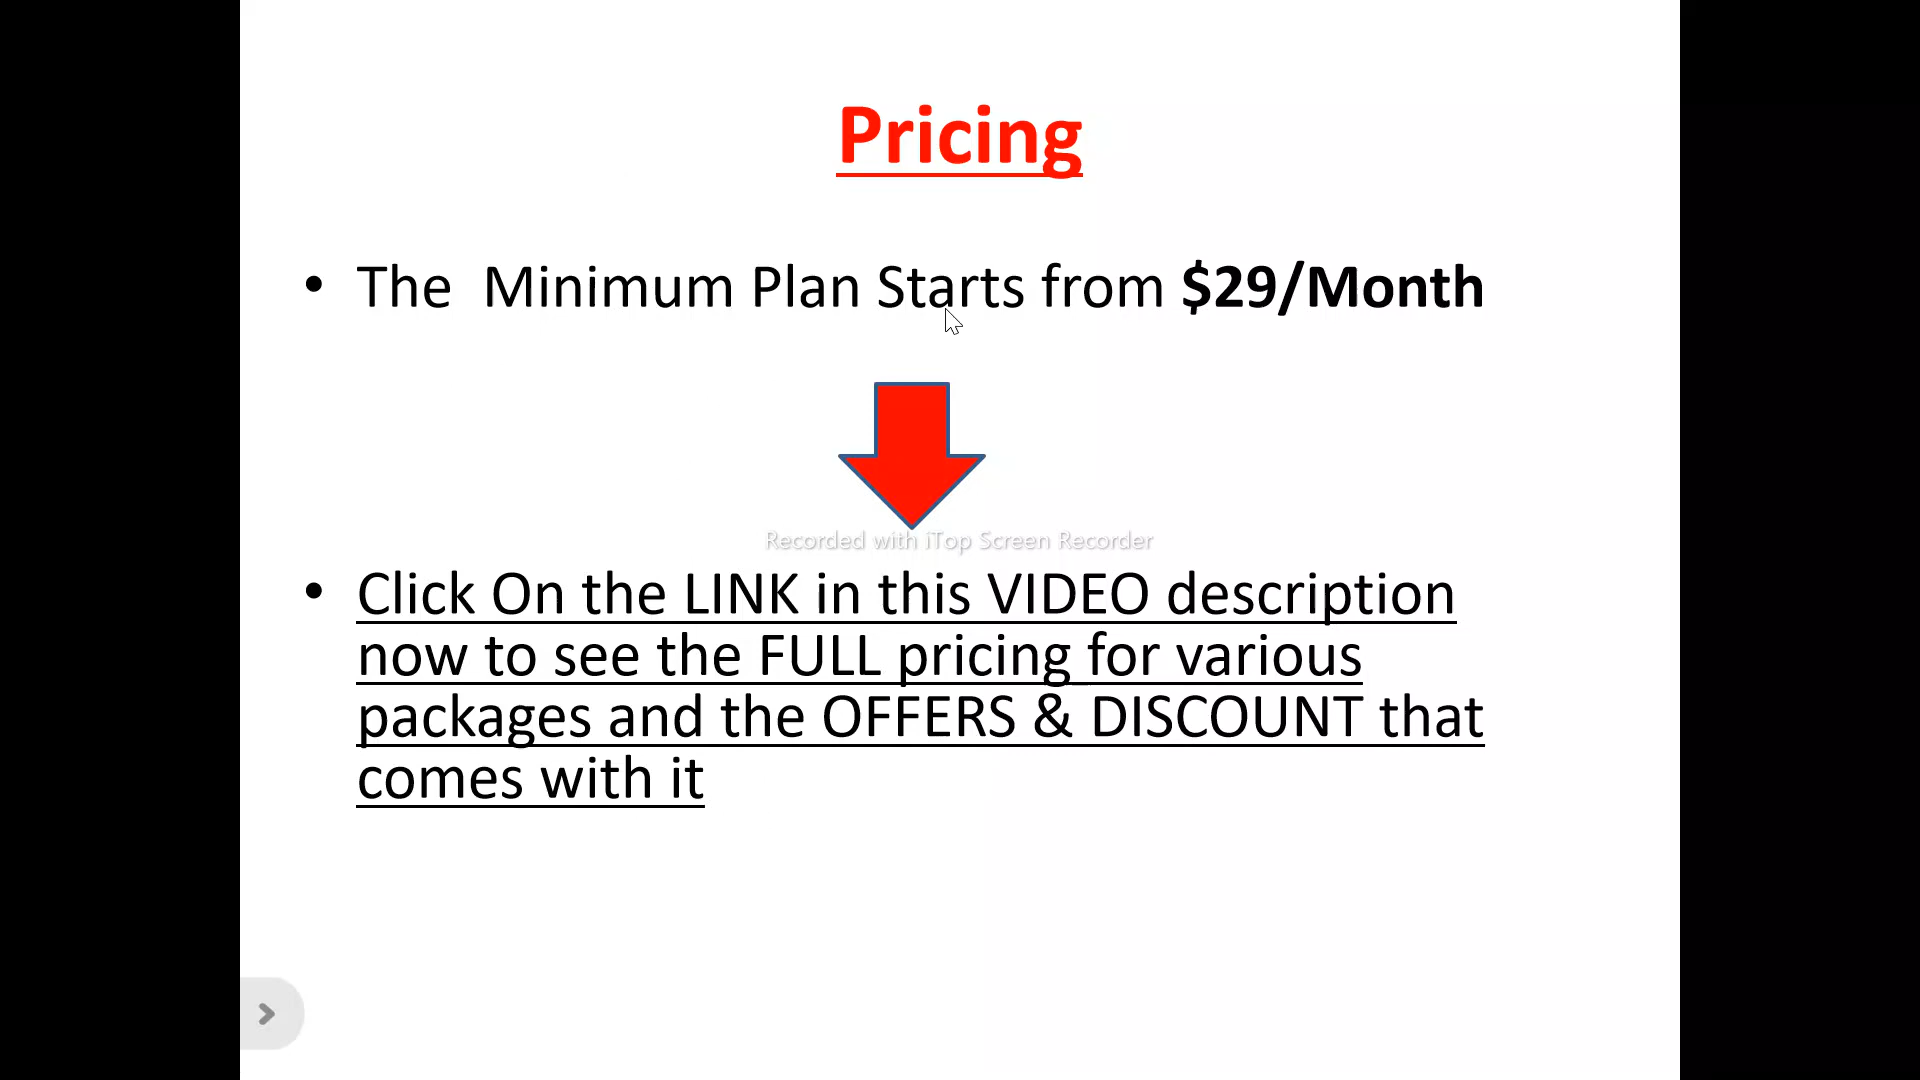 Pricing
• The  Minimum Plan Starts from $29/Month
Recorded with iTop Screen Recorder
• Click On the LINK in this VIDEO description
now to see the FULL pricing for various
packages and the OFFERS & DISCOUNT that
comes with it